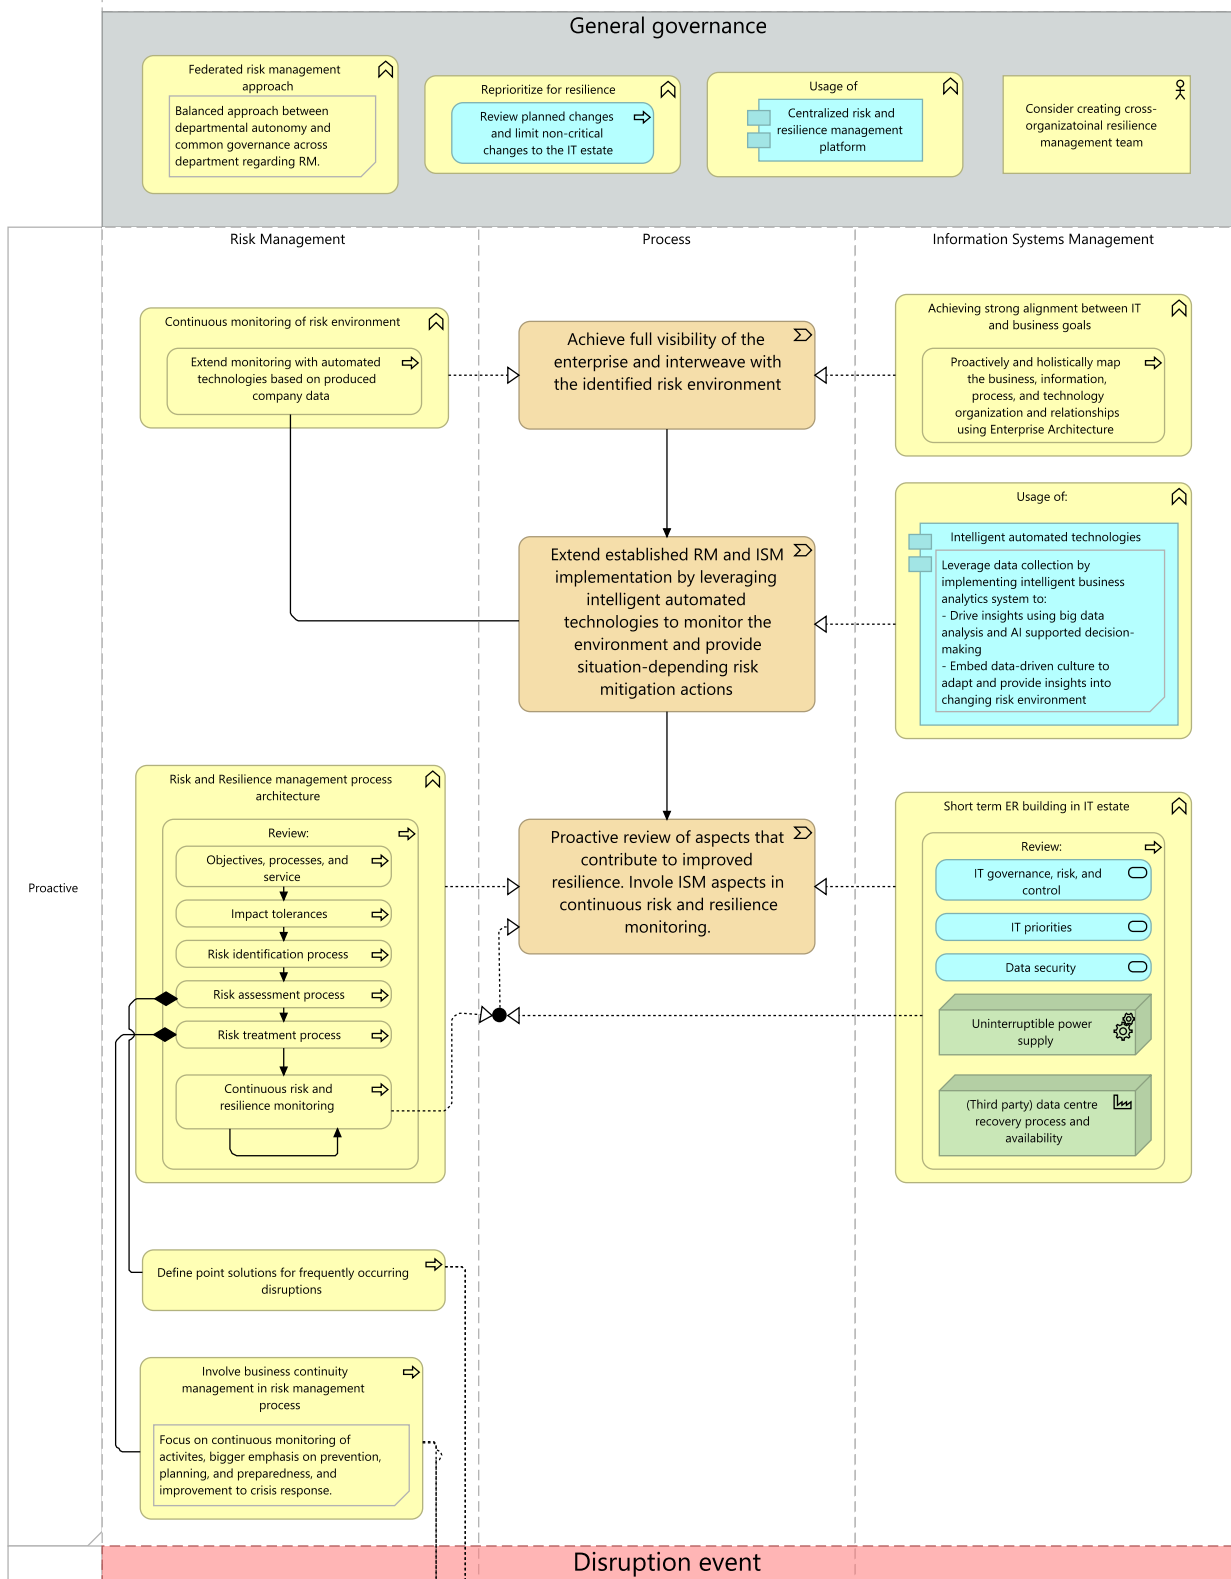 General governance
Federated risk management
approach
Balanced approach between
departmental autonomy and
common governance across
department regarding RM.
Reprioritize for resilience
Review planned changes
and limit non-critical
changes to the IT estate
Usage of
Centralized risk and
resilience management
platform
Consider creating cross-
organizatoinal resilience
management team
Risk Management
Process
Information Systems Management
Proactive
Continuous monitoring of risk environment
Extend monitoring with automated
technologies based on produced
company data
Achieve full visibility of the
enterprise and interweave with
the identified risk environment
Achieving strong alignment between IT
and business goals
Proactively and holistically map
the business, information,
process, and technology
organization and relationships
using Enterprise Architecture
Extend established RM and ISM
implementation by leveraging
intelligent automated
technologies to monitor the
environment and provide
situation-depending risk
mitigation actions
Usage of:
Intelligent automated technologies
Leverage data collection by
implementing intelligent business
analytics system to:
- Drive insights using big data
analysis and AI supported decision-
making
- Embed data-driven culture to
adapt and provide insights into
changing risk environment
Risk and Resilience management process
architecture
Review:
Objectives, processes, and
service
Impact tolerances
Risk identification process
Risk assessment process
Risk treatment process
Continuous risk and
resilience monitoring
Proactive review of aspects that
contribute to improved
resilience. Invole ISM aspects in
continuous risk and resilience
monitoring.
Short term ER building in IT estate
Review:
IT governance, risk, and
control
IT priorities
Data security
Uninterruptible power
supply
(Third party) data centre
recovery process and
availability
Define point solutions for frequently occurring
disruptions
Involve business continuity
management in risk management
process
Focus on continuous monitoring of
activites, bigger emphasis on prevention,
planning, and preparedness, and
improvement to crisis response.
Disruption event